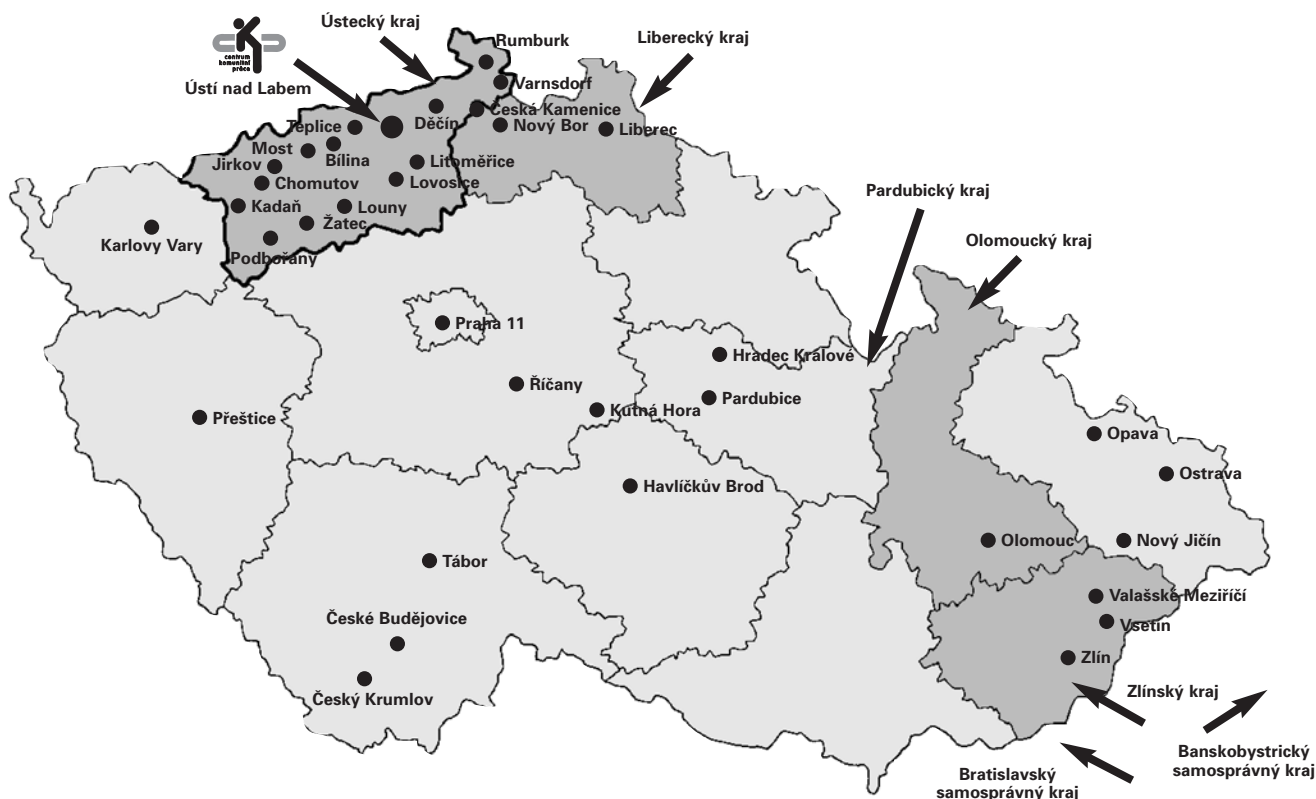 Ústecký kraj
Rumburk
Liberecký kraj
centrum
komunitní
práce
Ústí nad Labem
Varnsdorf
Česká Kamenice
Děčín
Nový Bor
Liberec
Teplice
Most
Bílina
Jirkov
Litoměřice
Chomutov
Lovosice
Kadaň
Louny
Žatec
Podbořany
Karlovy Vary
Pardubický kraj
Olomoucký kraj
Praha 11
Hradec Králové
Říčany
Pardubice
Kutná Hora
Přeštice
Opava
Ostrava
Havlíčkův Brod
Olomouc
Nový Jičín
Tábor
Valašské Meziříčí
Vsetín
České Budějovice
Zlín
Český Krumlov
Zlínský kraj
Banskobystrický
samosprávný kraj
Bratislavský
samosprávný kraj